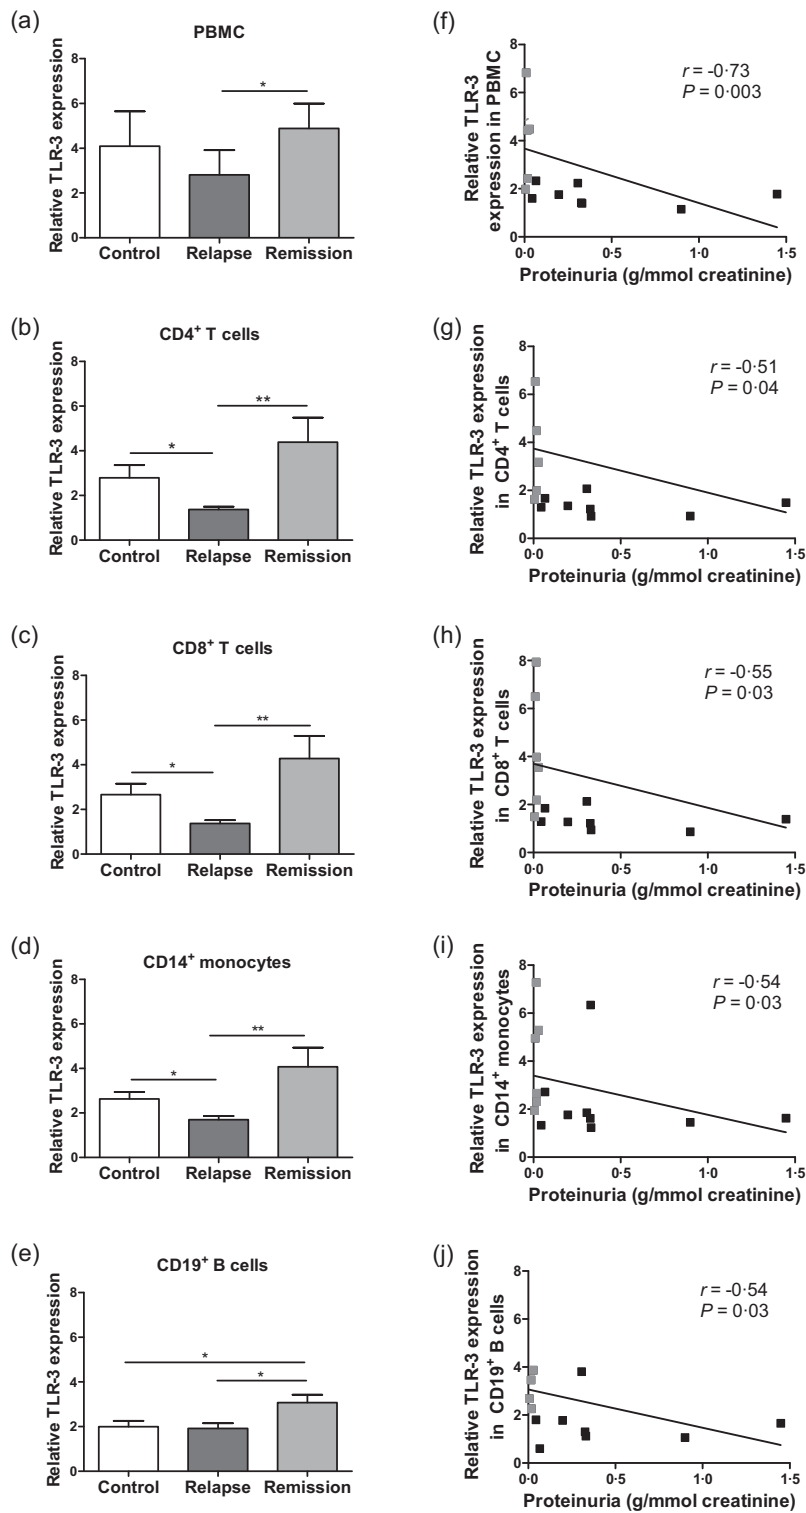 (a)
PBMC
Relative TLR-3 expression
8
6
4
2
0
*
Control Relapse Remission
(f)
Relative TLR-3
expression in PBMC
8
6
4
2
0
r = -0·73
P = 0·003
0·0 0·5 1·0 1·5
Proteinuria (g/mmol creatinine)
(b)
CD4+ T cells
Relative TLR-3 expression
8
6
4
2
0
* **
Control Relapse Remission
(g)
Relative TLR-3 expression
in CD4+ T cells
8
6
4
2
0
r = -0·51
P = 0·04
0·0 0·5 1·0 1·5
Proteinuria (g/mmol creatinine)
(c)
CD8+ T cells
Relative TLR-3 expression
8
6
4
2
0
* **
Control Relapse Remission
(h)
Relative TLR-3 expression
in CD8+ T cells
8
6
4
2
0
r = -0·55
P = 0·03
0·0 0·5 1·0 1·5
Proteinuria (g/mmol creatinine)
(d)
CD14+ monocytes
Relative TLR-3 expression
8
6
4
2
0
* **
Control Relapse Remission
(i)
Relative TLR-3 expression
in CD14+ monocytes
8
6
4
2
0
r = -0·54
P = 0·03
0·0 0·5 1·0 1·5
Proteinuria (g/mmol creatinine)
(e)
CD19+ B cells
Relative TLR-3 expression
8
6
4
2
0
*
*
Control Relapse Remission
(j)
Relative TLR-3 expression
in CD19+ B cells
8
6
4
2
0
r = -0·54
P = 0·03
0·0 0·5 1·0 1·5
Proteinuria (g/mmol creatinine)